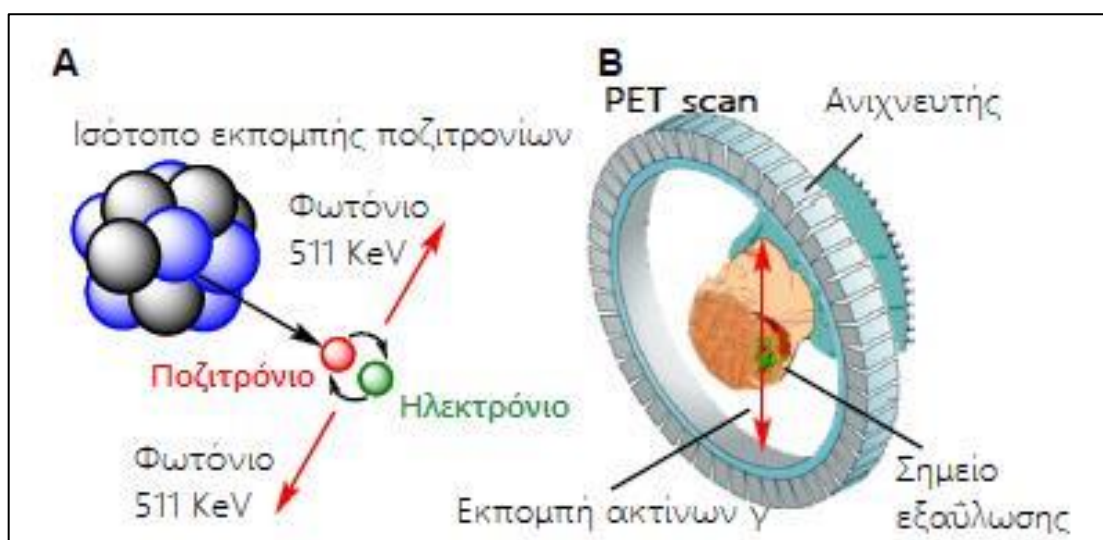 A
Ισότοπο εκπομπής ποζιτρονίων
Φωτόνιο
511 KeV
Ποζιτρόνιο
Ηλεκτρόνιο
Φωτόνιο
511 KeV
B
PET scan
Ανιχνευτής
Εκπομπή ακτίνων γ
Σημείο
εξαΰλωσης